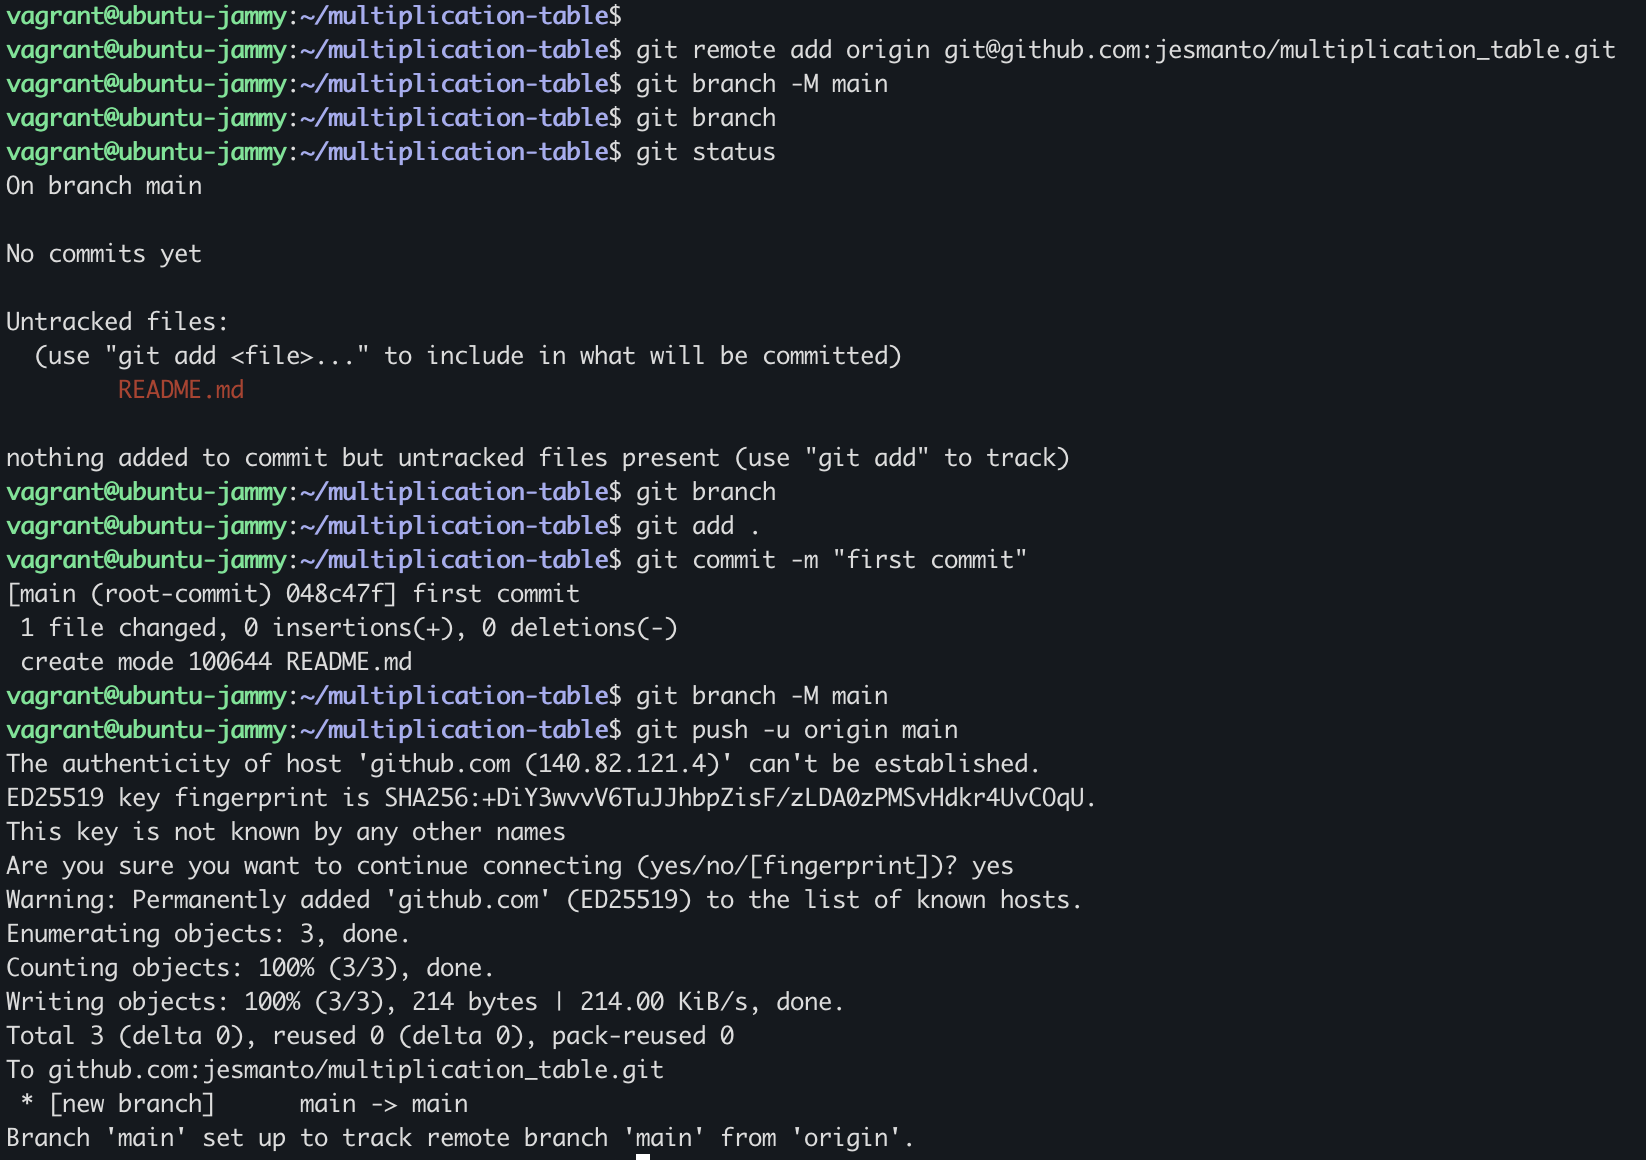 vagrant@ubuntu-jammy:~/multiplication-table$
vagrant@ubuntu-jammy:~/multiplication-table$ git remote add origin git@github.com:jesmanto/multiplication_table.git
vagrant@ubuntu-jammy:~/multiplication-table$ git branch -M main
vagrant@ubuntu-jammy:~/multiplication-table$ git branch
vagrant@ubuntu-jammy:~/multiplication-table$ git status
On branch main

No commits yet

Untracked files:
  (use "git add <file>..." to include in what will be committed)
        README.md

nothing added to commit but untracked files present (use "git add" to track)
vagrant@ubuntu-jammy:~/multiplication-table$ git branch
vagrant@ubuntu-jammy:~/multiplication-table$ git add .
vagrant@ubuntu-jammy:~/multiplication-table$ git commit -m "first commit"
[main (root-commit) 048c47f] first commit
 1 file changed, 0 insertions(+), 0 deletions(-)
 create mode 100644 README.md
vagrant@ubuntu-jammy:~/multiplication-table$ git branch -M main
vagrant@ubuntu-jammy:~/multiplication-table$ git push -u origin main
The authenticity of host 'github.com (140.82.121.4)' can't be established.
ED25519 key fingerprint is SHA256:+DiY3wvvV6TuJJhbpZisF/zLDA0zPMSvHdkr4UvCOqU.
This key is not known by any other names
Are you sure you want to continue connecting (yes/no/[fingerprint])? yes
Warning: Permanently added 'github.com' (ED25519) to the list of known hosts.
Enumerating objects: 3, done.
Counting objects: 100% (3/3), done.
Writing objects: 100% (3/3), 214 bytes | 214.00 KiB/s, done.
Total 3 (delta 0), reused 0 (delta 0), pack-reused 0
To github.com:jesmanto/multiplication_table.git
 * [new branch]      main -> main
Branch 'main' set up to track remote branch 'main' from 'origin'.